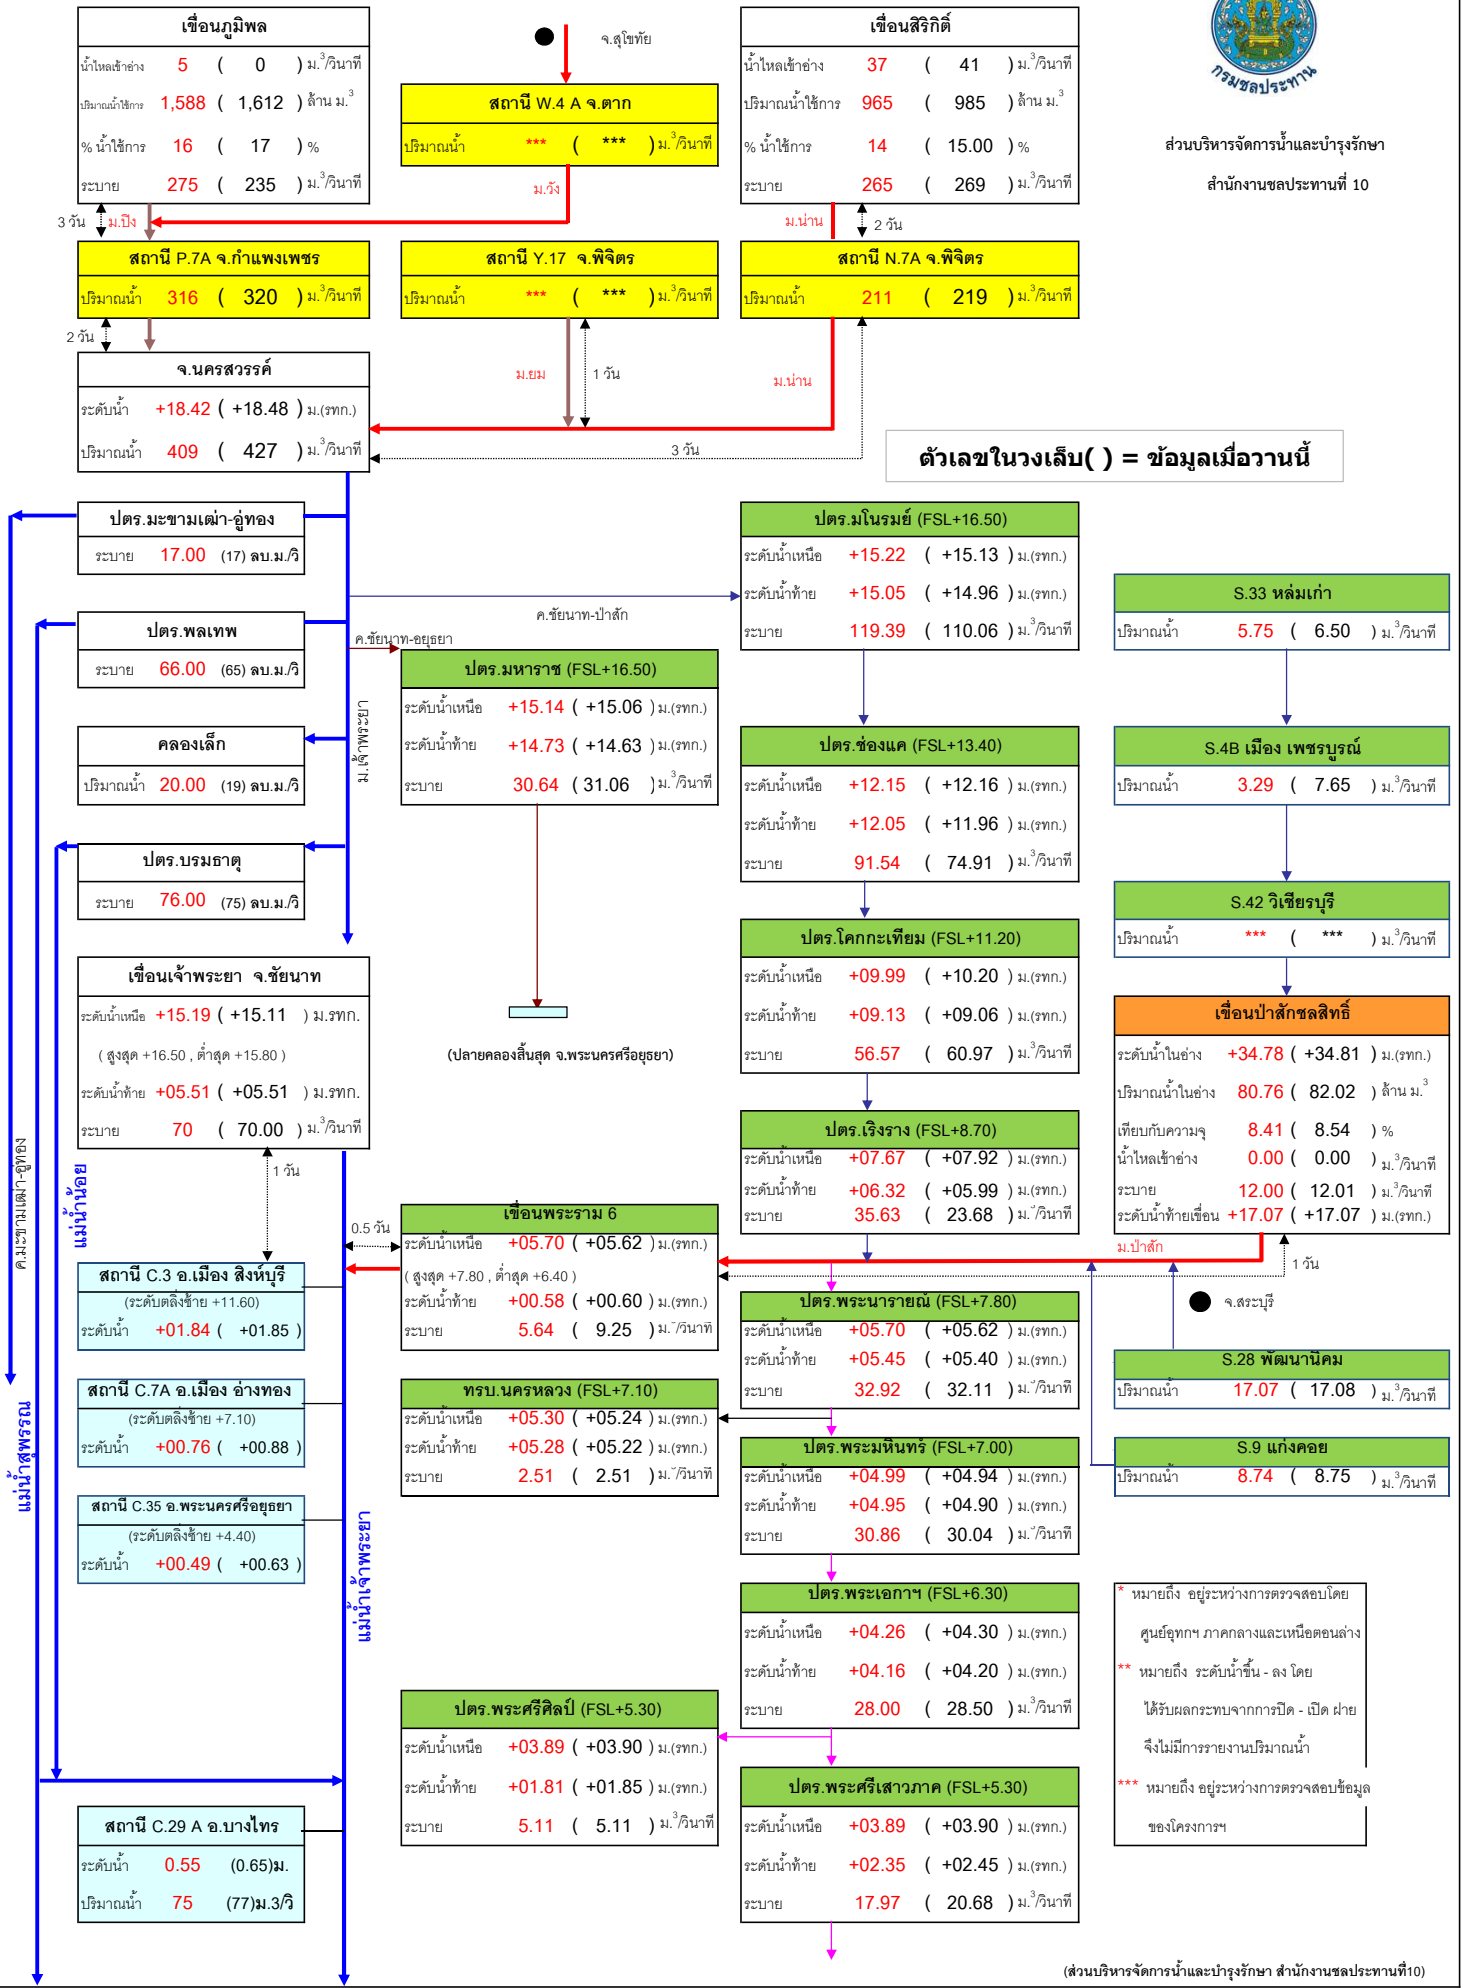 เขื่อนภูมิพล
น้ำไหลเข้าอ่าง 5 ( 0 ) ม.³/วินาที
ปริมาณน้ำใช้การ 1,588 ( 1,612 ) ล้าน ม.³
% น้ำใช้การ 16 ( 17 ) %
ระบาย 275 ( 235 ) ม.³/วินาที
จ.สุโขทัย
สถานี W.4 A จ.ตาก
ปริมาณน้ำ *** ( *** ) ม.³/วินาที
เขื่อนสิริกิติ์
น้ำไหลเข้าอ่าง 37 ( 41 ) ม.³/วินาที
ปริมาณน้ำใช้การ 965 ( 985 ) ล้าน ม.³
% น้ำใช้การ 14 ( 15.00 ) %
ระบาย 265 ( 269 ) ม.³/วินาที
กรมชลประทาน
ส่วนบริหารจัดการน้ำและบำรุงรักษา
สำนักงานชลประทานที่ 10
3 วัน
ม.ปิง
ม.วัง
ม.น่าน
2 วัน
สถานี P.7A จ.กำแพงเพชร
ปริมาณน้ำ 316 ( 320 ) ม.³/วินาที
สถานี Y.17 จ.พิจิตร
ปริมาณน้ำ *** ( *** ) ม.³/วินาที
สถานี N.7A จ.พิจิตร
ปริมาณน้ำ 211 ( 219 ) ม.³/วินาที
2 วัน
ม.ยม
1 วัน
ม.น่าน
จ.นครสวรรค์
ระดับน้ำ +18.42 ( +18.48 ) ม.(รทก.)
ปริมาณน้ำ 409 ( 427 ) ม.³/วินาที
3 วัน
ตัวเลขในวงเล็บ( ) = ข้อมูลเมื่อวานนี้
ปตร.มะขามเฒ่า-อู่ทอง
ระบาย 17.00 (17) ลบ.ม./วิ
ปตร.พลเทพ
ระบาย 66.00 (65) ลบ.ม./วิ
คลองเล็ก
ปริมาณน้ำ 20.00 (19) ลบ.ม./วิ
ปตร.บรมธาตุ
ระบาย 76.00 (75) ลบ.ม./วิ
ค.ชัยนาท-ป่าสัก
ค.ชัยนาท-อยุธยา
ม.เจ้าพระยา
ปตร.มหาราช (FSL+16.50)
ระดับน้ำเหนือ +15.14 ( +15.06 ) ม.(รทก.)
ระดับน้ำท้าย +14.73 ( +14.63 ) ม.(รทก.)
ระบาย 30.64 ( 31.06 ) ม.³/วินาที
(ปลายคลองสิ้นสุด จ.พระนครศรีอยุธยา)
ปตร.มโนรมย์ (FSL+16.50)
ระดับน้ำเหนือ +15.22 ( +15.13 ) ม.(รทก.)
ระดับน้ำท้าย +15.05 ( +14.96 ) ม.(รทก.)
ระบาย 119.39 ( 110.06 ) ม.³/วินาที
ปตร.ช่องแค (FSL+13.40)
ระดับน้ำเหนือ +12.15 ( +12.16 ) ม.(รทก.)
ระดับน้ำท้าย +12.05 ( +11.96 ) ม.(รทก.)
ระบาย 91.54 ( 74.91 ) ม.³/วินาที
ปตร.โคกกะเทียม (FSL+11.20)
ระดับน้ำเหนือ +09.99 ( +10.20 ) ม.(รทก.)
ระดับน้ำท้าย +09.13 ( +09.06 ) ม.(รทก.)
ระบาย 56.57 ( 60.97 ) ม.³/วินาที
ปตร.เริงราง (FSL+8.70)
ระดับน้ำเหนือ +07.67 ( +07.92 ) ม.(รทก.)
ระดับน้ำท้าย +06.32 ( +05.99 ) ม.(รทก.)
ระบาย 35.63 ( 23.68 ) ม.³/วินาที
S.33 หล่มเก่า
ปริมาณน้ำ 5.75 ( 6.50 ) ม.³/วินาที
S.4B เมือง เพชรบูรณ์
ปริมาณน้ำ 3.29 ( 7.65 ) ม.³/วินาที
S.42 วิเชียรบุรี
ปริมาณน้ำ *** ( *** ) ม.³/วินาที
เขื่อนป่าสักชลสิทธิ์
ระดับน้ำในอ่าง +34.78 ( +34.81 ) ม.(รทก.)
ปริมาณน้ำในอ่าง 80.76 ( 82.02 ) ล้าน ม.³
เทียบกับความจุ 8.41 ( 8.54 ) %
น้ำไหลเข้าอ่าง 0.00 ( 0.00 ) ม.³/วินาที
ระบาย 12.00 ( 12.01 ) ม.³/วินาที
ระดับน้ำท้ายเขื่อน +17.07 ( +17.07 ) ม.(รทก.)
ม.ป่าสัก
1 วัน
จ.สระบุรี
เขื่อนเจ้าพระยา จ.ชัยนาท
ระดับน้ำเหนือ +15.19 ( +15.11 ) ม.รทก.
( สูงสุด +16.50 , ต่ำสุด +15.80 )
ระดับน้ำท้าย +05.51 ( +05.51 ) ม.รทก.
ระบาย 70 ( 70.00 ) ม.³/วินาที
1 วัน
0.5 วัน
ค.มะขามเฒ่า-อู่ทอง
แม่น้ำน้อย
แม่น้ำสุพรรณ
แม่น้ำเจ้าพระยา
เขื่อนพระราม 6
ระดับน้ำเหนือ +05.70 ( +05.62 ) ม.(รทก.)
( สูงสุด +7.80 , ต่ำสุด +6.40 )
ระดับน้ำท้าย +00.58 ( +00.60 ) ม.(รทก.)
ระบาย 5.64 ( 9.25 ) ม.³/วินาที
สถานี C.3 อ.เมือง สิงห์บุรี
(ระดับตลิ่งซ้าย +11.60)
ระดับน้ำ +01.84 ( +01.85 )
สถานี C.7A อ.เมือง อ่างทอง
(ระดับตลิ่งซ้าย +7.10)
ระดับน้ำ +00.76 ( +00.88 )
สถานี C.35 อ.พระนครศรีอยุธยา
(ระดับตลิ่งซ้าย +4.40)
ระดับน้ำ +00.49 ( +00.63 )
ทรบ.นครหลวง (FSL+7.10)
ระดับน้ำเหนือ +05.30 ( +05.24 ) ม.(รทก.)
ระดับน้ำท้าย +05.28 ( +05.22 ) ม.(รทก.)
ระบาย 2.51 ( 2.51 ) ม.³/วินาที
ปตร.พระนารายณ์ (FSL+7.80)
ระดับน้ำเหนือ +05.70 ( +05.62 ) ม.(รทก.)
ระดับน้ำท้าย +05.45 ( +05.40 ) ม.(รทก.)
ระบาย 32.92 ( 32.11 ) ม.³/วินาที
ปตร.พระมหินทร์ (FSL+7.00)
ระดับน้ำเหนือ +04.99 ( +04.94 ) ม.(รทก.)
ระดับน้ำท้าย +04.95 ( +04.90 ) ม.(รทก.)
ระบาย 30.86 ( 30.04 ) ม.³/วินาที
S.28 พัฒนานิคม
ปริมาณน้ำ 17.07 ( 17.08 ) ม.³/วินาที
S.9 แก่งคอย
ปริมาณน้ำ 8.74 ( 8.75 ) ม.³/วินาที
ปตร.พระเอกาฯ (FSL+6.30)
ระดับน้ำเหนือ +04.26 ( +04.30 ) ม.(รทก.)
ระดับน้ำท้าย +04.16 ( +04.20 ) ม.(รทก.)
ระบาย 28.00 ( 28.50 ) ม.³/วินาที
ปตร.พระศรีศิลป์ (FSL+5.30)
ระดับน้ำเหนือ +03.89 ( +03.90 ) ม.(รทก.)
ระดับน้ำท้าย +01.81 ( +01.85 ) ม.(รทก.)
ระบาย 5.11 ( 5.11 ) ม.³/วินาที
ปตร.พระศรีเสาวภาค (FSL+5.30)
ระดับน้ำเหนือ +03.89 ( +03.90 ) ม.(รทก.)
ระดับน้ำท้าย +02.35 ( +02.45 ) ม.(รทก.)
ระบาย 17.97 ( 20.68 ) ม.³/วินาที
* หมายถึง อยู่ระหว่างการตรวจสอบโดย
ศูนย์อุทกฯ ภาคกลางและเหนือตอนล่าง
** หมายถึง ระดับน้ำขึ้น - ลง โดย
ได้รับผลกระทบจากการปิด - เปิด ฝาย
จึงไม่มีการรายงานปริมาณน้ำ
*** หมายถึง อยู่ระหว่างการตรวจสอบข้อมูล
ของโครงการฯ
สถานี C.29 A อ.บางไทร
ระดับน้ำ 0.55 (0.65)ม.
ปริมาณน้ำ 75 (77)ม.3/วิ
(ส่วนบริหารจัดการน้ำและบำรุงรักษา สำนักงานชลประทานที่10)